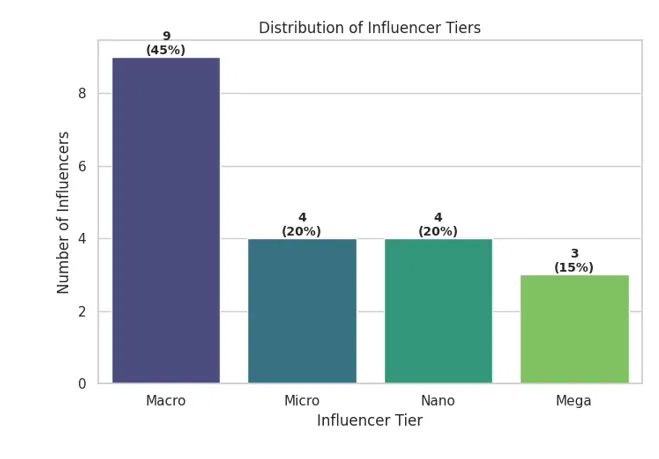 Distribution of Influencer Tiers
9
(45%)
4
(20%)
4
(20%)
3
(15%)
Number of Influencers
8
6
4
2
0
Macro
Micro
Nano
Mega
Influencer Tier